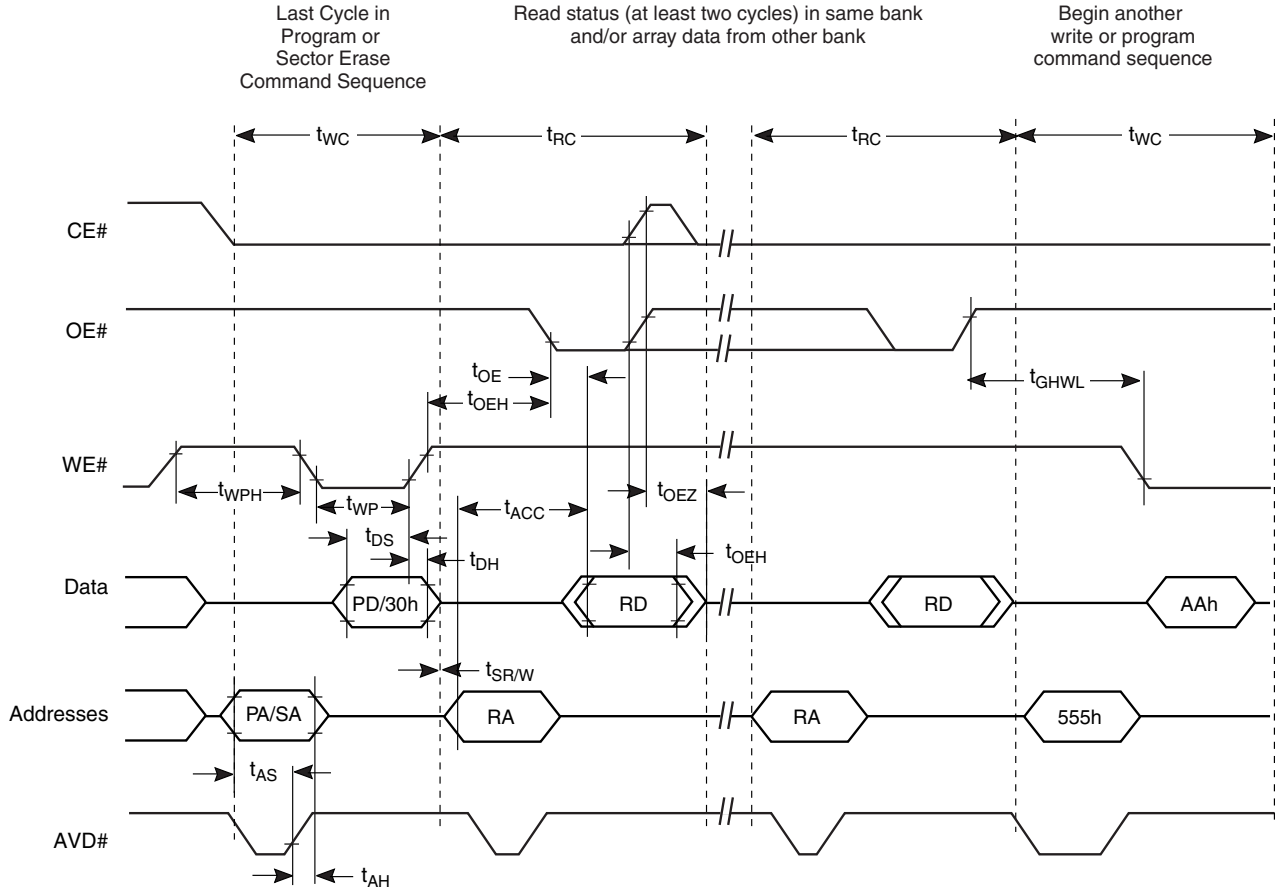 Last Cycle in
Program or
Sector Erase
Command Sequence
Read status (at least two cycles) in same bank
and/or array data from other bank
Begin another
write or program
command sequence
tWC
tRC
tRC
tWC
CE#
OE#
tOE
tOEH
tGHWL
WE#
tWPH
tWP
tACC
tOEZ
tDS
tDH
tOEH
Data
PD/30h
RD
RD
AAh
tSR/W
Addresses
PA/SA
RA
RA
555h
tAS
AVD#
tAH